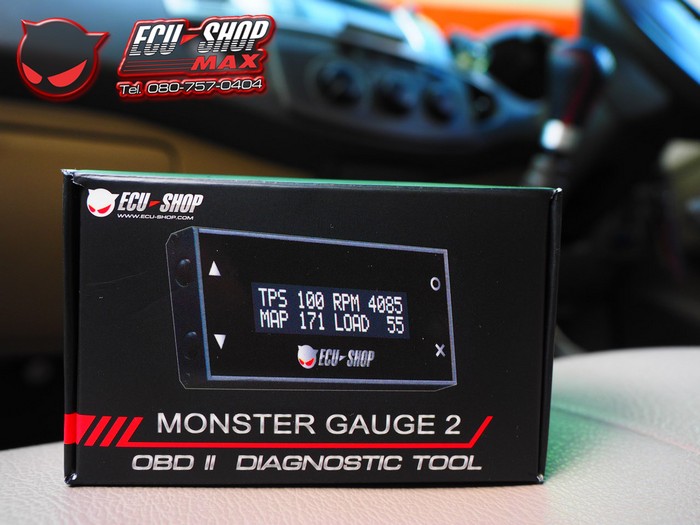 ECU-SHOP
MAX
Tel. 080-757-0404
ECU-SHOP
WWW.ECU-SHOP.COM
TPS 100 RPM 4085
MAP 171 LOAD 55
ECU-SHOP
MONSTER GAUGE 2
OBD II DIAGNOSTIC TOOL